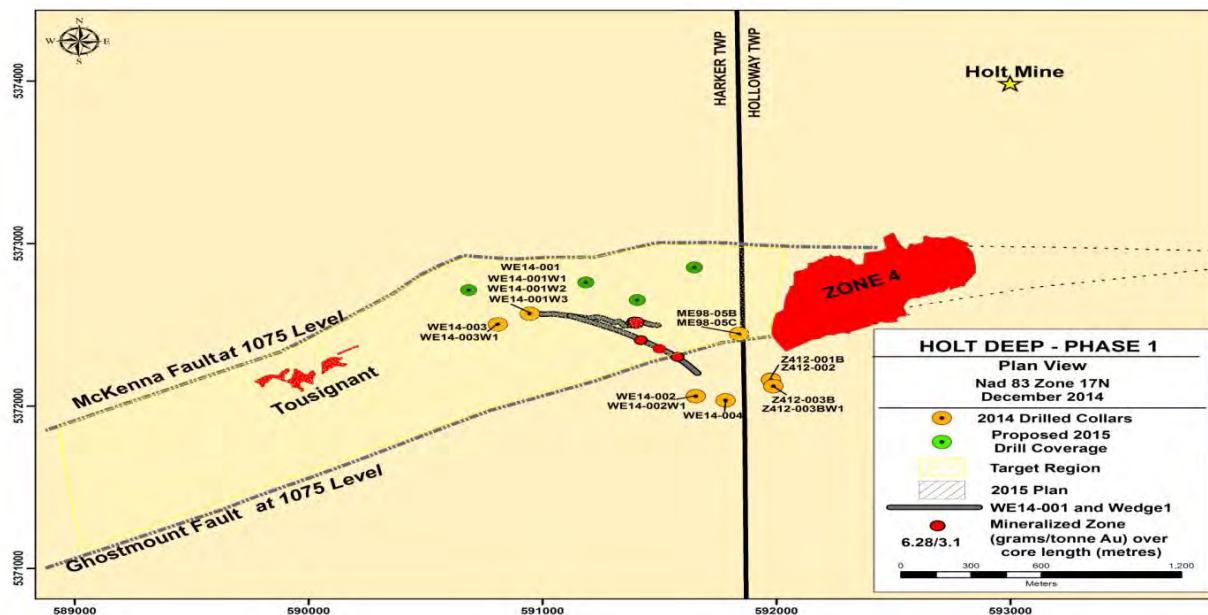 N
W E
S
5374000
5373000
5372000
5371000
HARKER TWP
HOLLOWAY TWP
Holt Mine
ZONE 4
McKenna Fault at 1075 Level
WE14-001
WE14-001W1
WE14-001W2
WE14-001W3
WE14-003
WE14-003W1
ME98-05B
ME98-05C
Tousignant
Z412-001B
Z412-002
Z412-003B
Z412-003BW1
WE14-002
WE14-002W1
WE14-004
Ghostmount Fault at 1075 Level
HOLT DEEP - PHASE 1
Plan View
Nad 83 Zone 17N
December 2014
2014 Drilled Collars
Proposed 2015
Drill Coverage
Target Region
2015 Plan
WE14-001 and Wedge1
Mineralized Zone
6.28/3.1 (grams/tonne Au) over
core length (metres)
0 300 600 1,200
Meters
589000 590000 591000 592000 593000